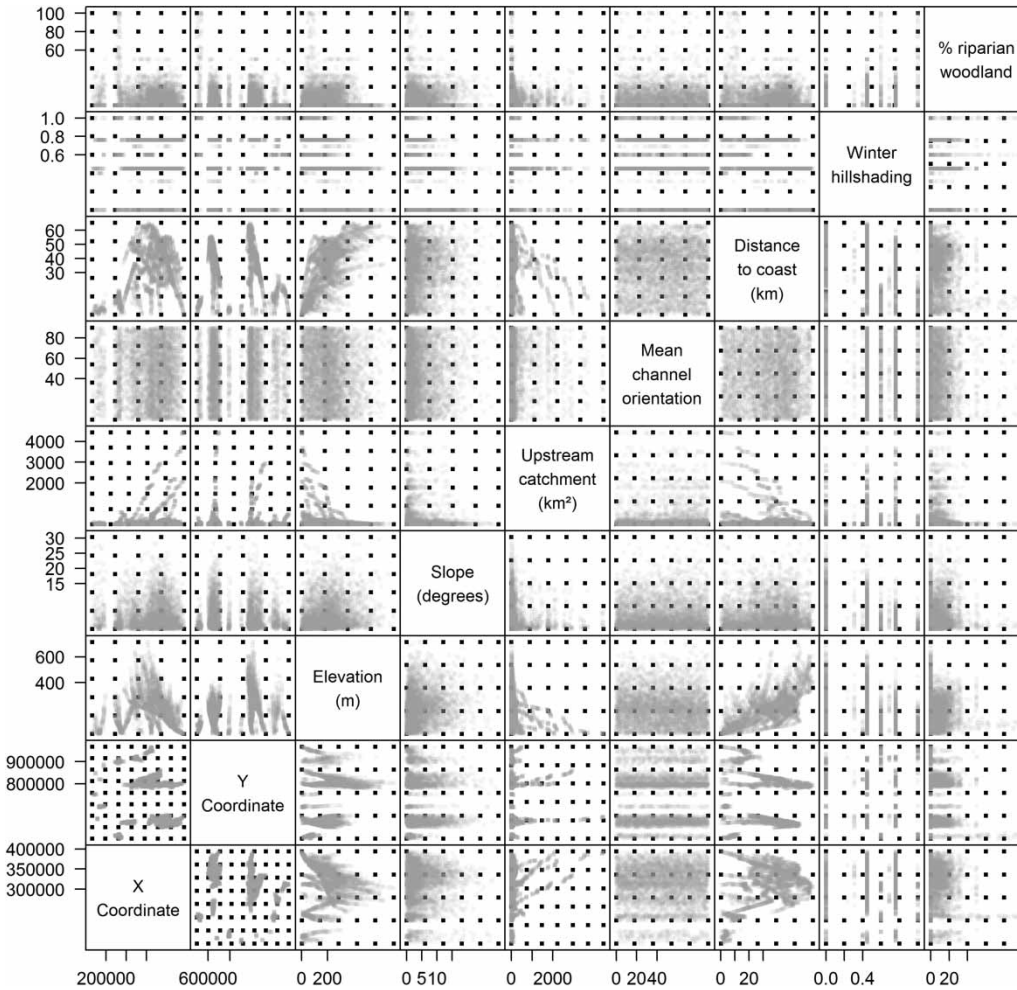 100
80
60
% riparian
woodland
1.0
0.8
0.6
Winter
hillshading
60
50
40
30
Distance
to coast
(km)
80
60
40
Mean
channel
orientation
4000
3000
2000
Upstream
catchment
(km²)
30
25
20
15
Slope
(degrees)
600
400
Elevation
(m)
900000
800000
Y
Coordinate
400000
350000
300000
X
Coordinate
200000 600000 0 200 0 510 0 2000 0 2040 0 20 0.0 0.4 0 20